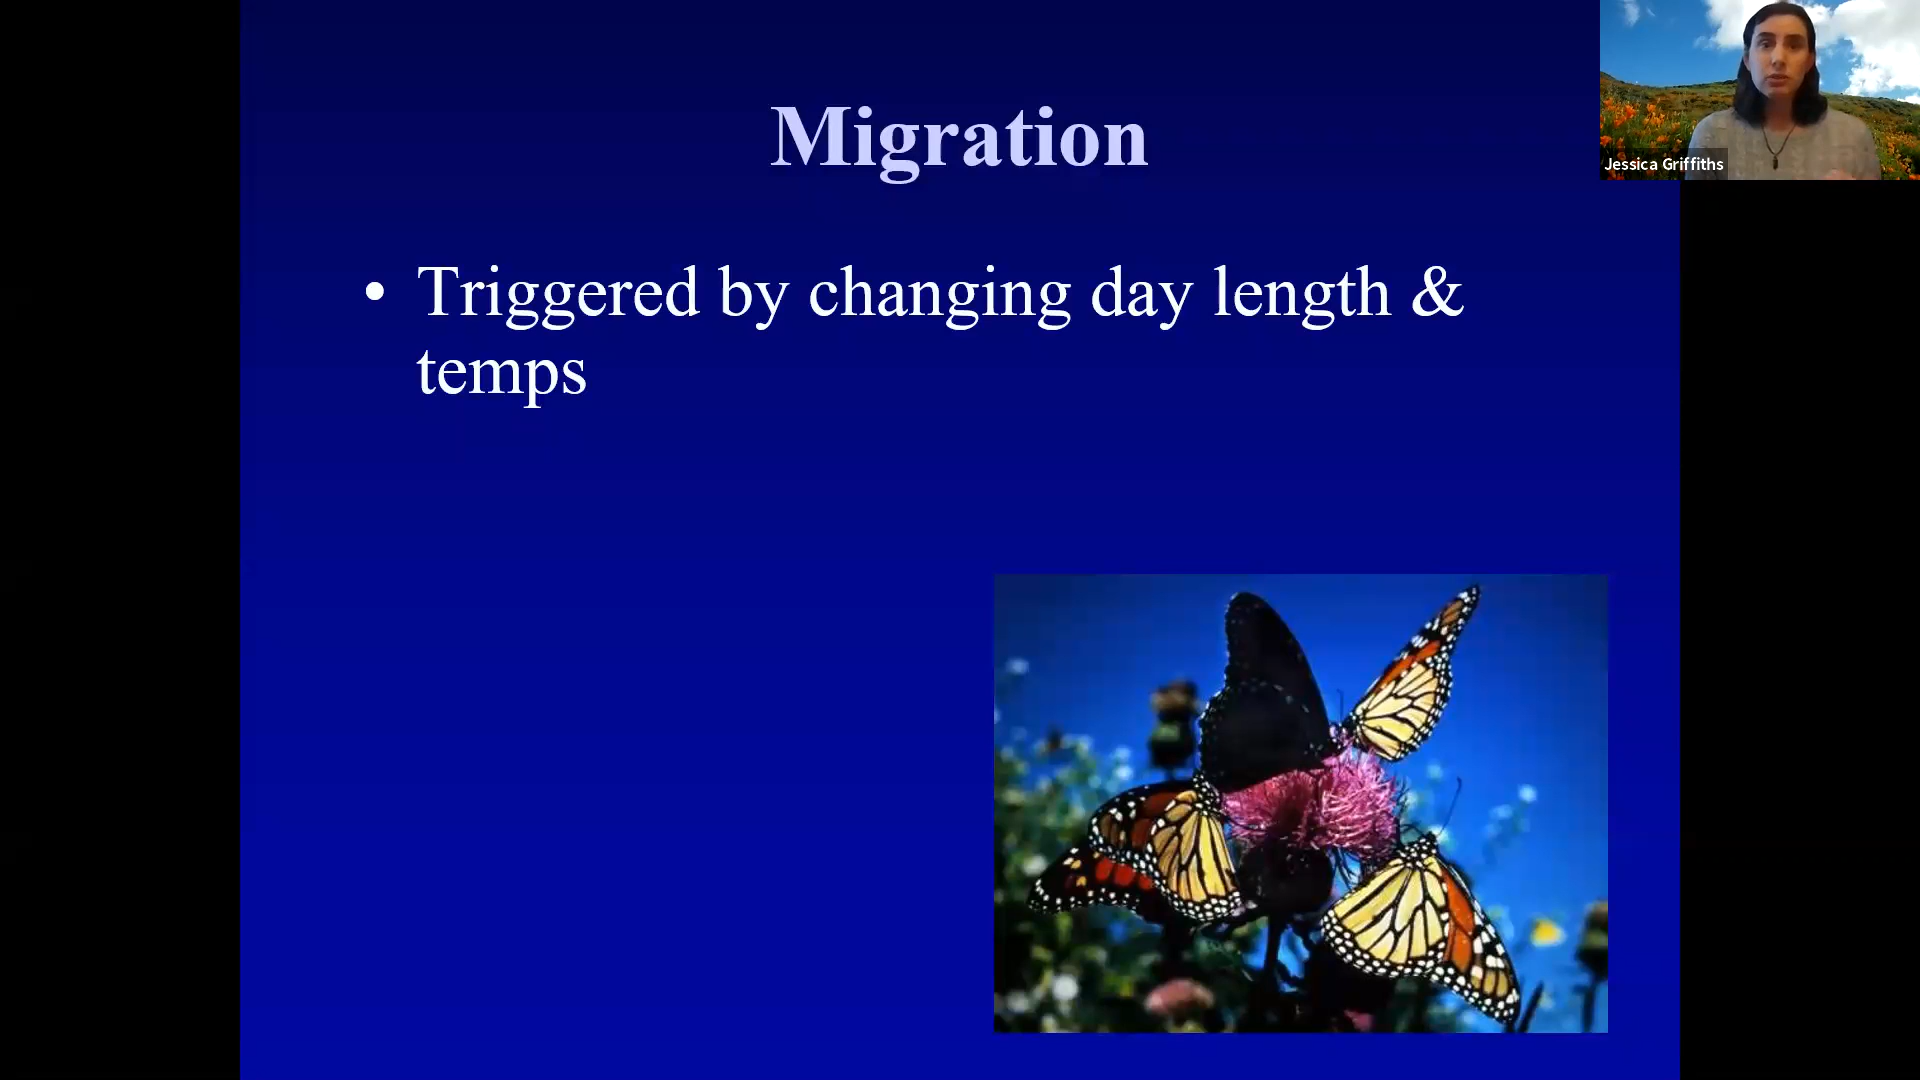 Migration
• Triggered by changing day length &
temps
Jessica Griffiths